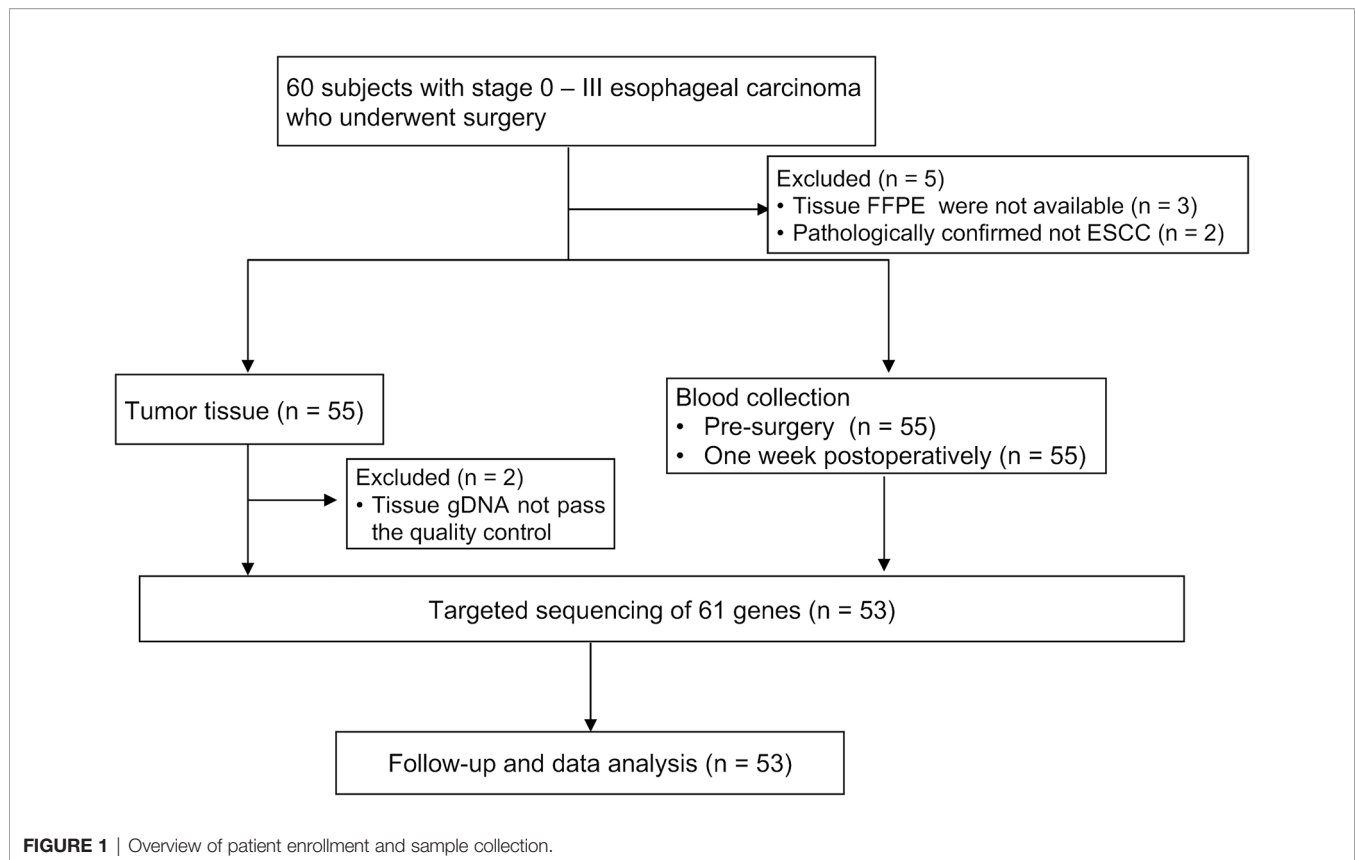 60 subjects with stage 0 – III esophageal carcinoma
who underwent surgery
Excluded (n = 5)
• Tissue FFPE were not available (n = 3)
• Pathologically confirmed not ESCC (n = 2)
Tumor tissue (n = 55)
Blood collection
• Pre-surgery (n = 55)
• One week postoperatively (n = 55)
Excluded (n = 2)
• Tissue gDNA not pass
the quality control
Targeted sequencing of 61 genes (n = 53)
Follow-up and data analysis (n = 53)
FIGURE 1 | Overview of patient enrollment and sample collection.